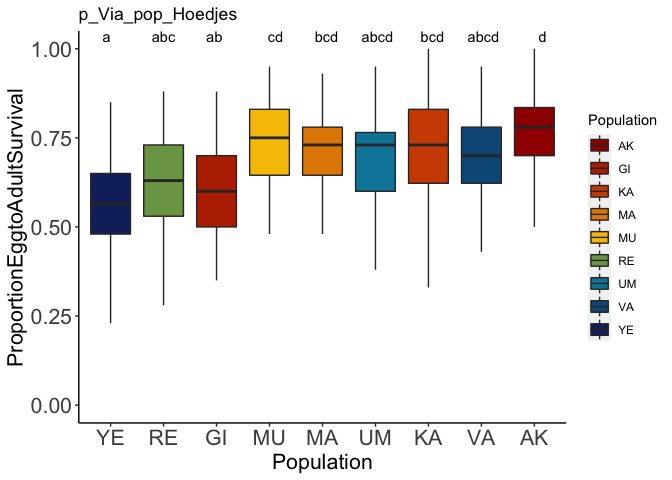 p_Via_pop_Hoedjes
a abc ab cd bcd abcd bcd abcd d
1.00
0.75
0.50
0.25
0.00
ProportionEggtoAdultSurvival
YE RE GI MU MA UM KA VA AK
Population
Population
AK
GI
KA
MA
MU
RE
UM
VA
YE